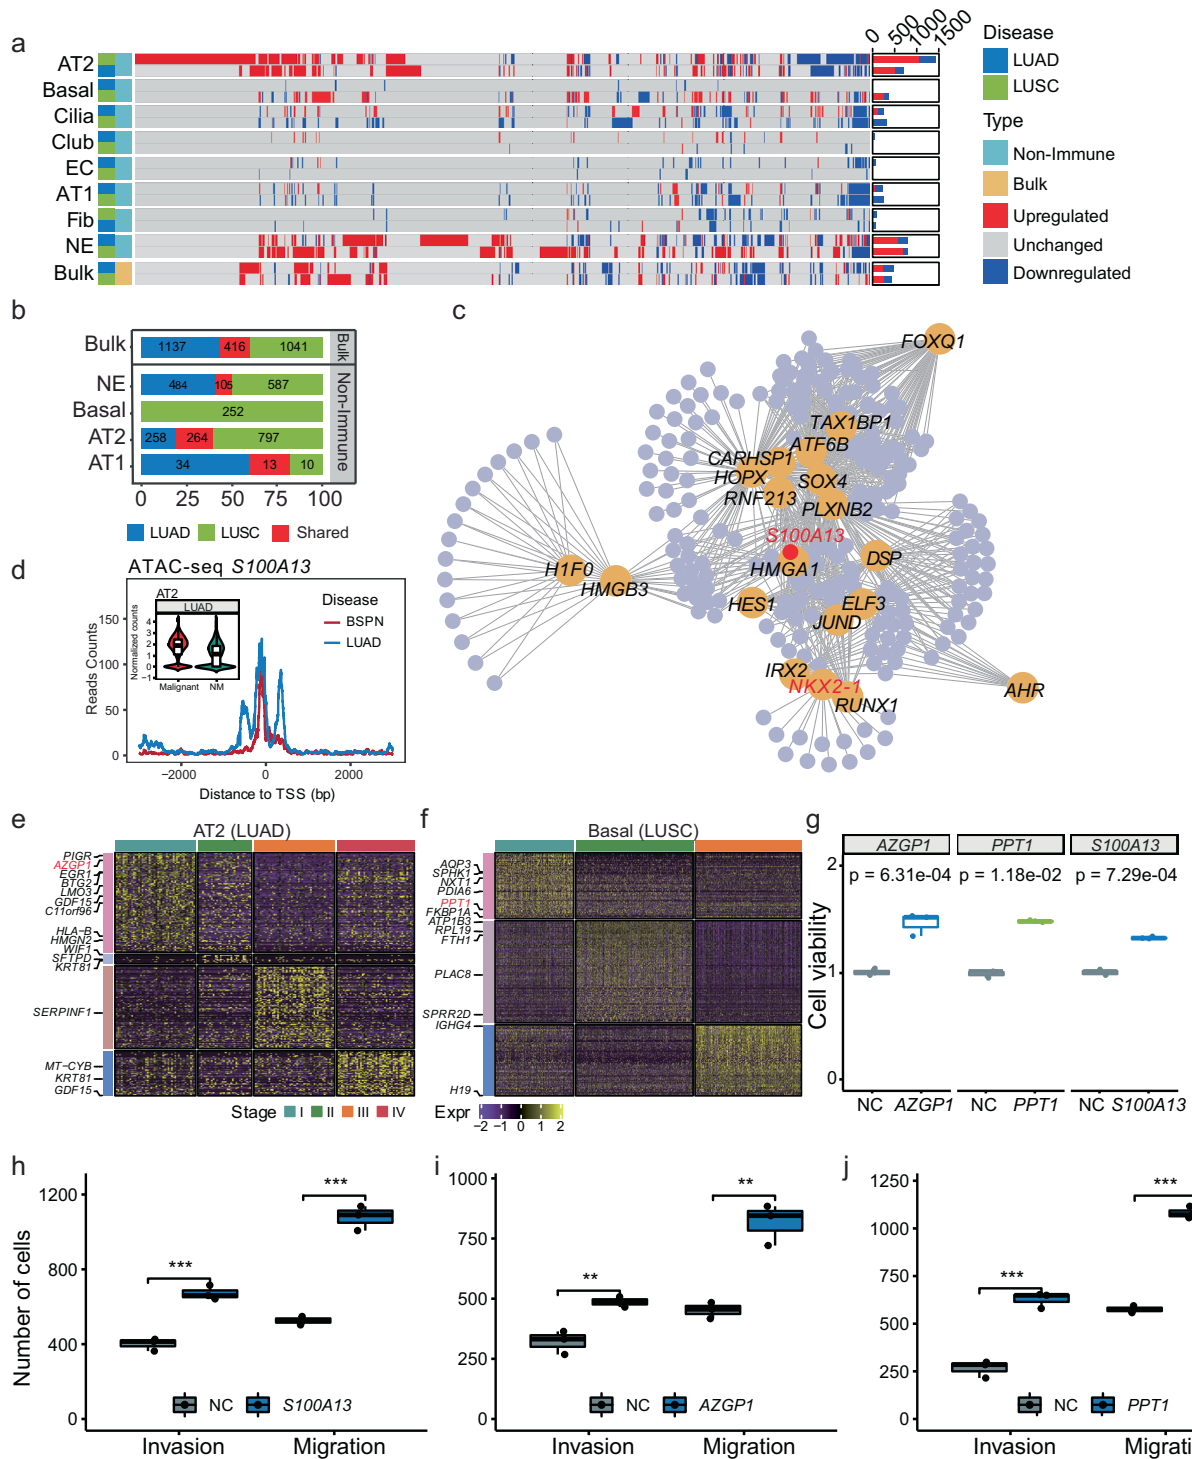 a
0
500
1000
1500
AT2
Basal
Cilia
Club
EC
AT1
Fib
NE
Bulk
Disease
LUAD
LUSC
Type
Non-Immune
Bulk
Upregulated
Unchanged
Downregulated
b
Bulk
1137
416
1041
Bulk
NE
484
105
587
Basal
252
AT2
258
264
797
AT1
34
13
10
Non-Immune
0
25
50
75
100
LUAD
LUSC
Shared
c
FOXQ1
TAX1BP1
ATF6B
CARHSP1
HOPX
SOX4
RNF213
PLXNB2
S100A13
HMGA1
DSP
H1F0
HMGB3
HES1
ELF3
JUND
IRX2
NKX2-1
RUNX1
AHR
d
ATAC-seq S100A13
AT2
LUAD
Normalized counts
4
3
2
1
0
−1
Malignant
NM
Disease
BSPN
LUAD
Reads Counts
150
100
50
0
−2000
0
2000
Distance to TSS (bp)
e
AT2 (LUAD)
PIGR
AZGP1
EGR1
BTG2
LMO3
GDF15
C11orf96
HLA−B
HMGN2
WIF1
SFTPD
KRT81
SERPINF1
MT−CYB
KRT81
GDF15
Stage
I
II
III
IV
f
Basal (LUSC)
AQP3
SPHK1
NXT1
PDIA6
PPT1
FKBP1A
ATP1B3
RPL19
FTH1
PLAC8
SPRR2D
IGHG4
H19
Expr
−2 −1 0 1 2
g
AZGP1
PPT1
S100A13
p = 6.31e-04
p = 1.18e-02
p = 7.29e-04
Cell viability
2
1
0
NC AZGP1
NC PPT1
NC S100A13
h
Number of cells
1200
800
400
0
***
***
NC
S100A13
Invasion
Migration
i
1000
750
500
250
0
**
**
NC
AZGP1
Invasion
Migration
j
1250
1000
750
500
250
0
***
***
NC
PPT1
Invasion
Migrati